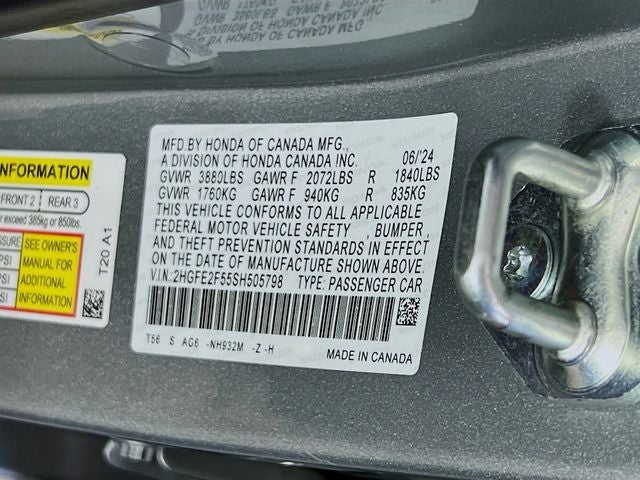 MFD.BY HONDA OF CANADA MFG.,
A DIVISION OF HONDA CANADA INC. 06/'24
GVWR 3880LBS GAWR F 2072LBS R 1840LBS
GVWR 1760KG GAWR F 940KG R 835KG
THIS VEHICLE CONFORMS TO ALL APPLICABLE
FEDERAL MOTOR VEHICLE SAFETY , BUMPER,
AND THEFT PREVENTION STANDARDS IN EFFECT
ON THE DATE OF MANUFACTURE SHOWN ABOVE.
V.I.N:2HGFE2F55SH505798 TYPE: PASSENGER CAR
T56 S AG6 -NH932M -Z -H
MADE IN CANADA
INFORMATION
FRONT 2 REAR 3
exceed 385kg or 850lbs.
SEE OWNER'S
PSI MANUAL FOR
PSI ADDITIONAL
PSI INFORMATION
T20 A1